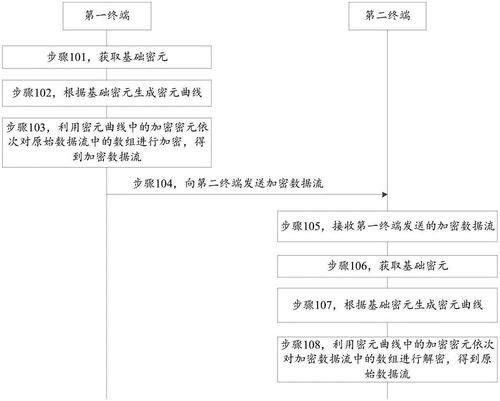 第一终端
第二终端
步骤101，获取基础密元
步骤102，根据基础密元生成密元曲线
步骤103，利用密元曲线中的加密密元依
次对原始数据流中的数组进行加密，得
到加密数据流
步骤104，向第二终端发送加密数据流
步骤105，接收第一终端发送的加密数据流
步骤106，获取基础密元
步骤107，根据基础密元生成密元曲线
步骤108，利用密元曲线中的加密密元依次
对加密数据流中的数组进行解密，得到原
始数据流